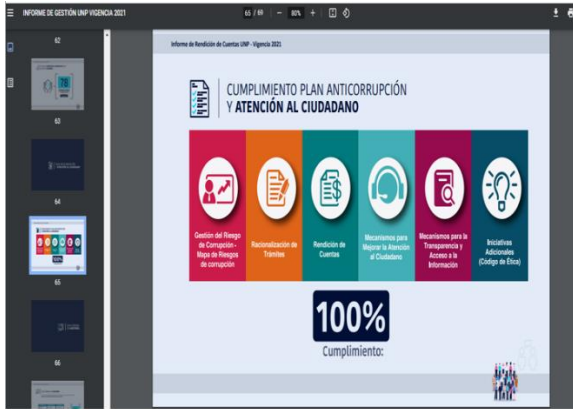 INFORME DE GESTIÓN UNP VIGENCIA 2021
65 / 69
80%
62
63
64
65
66
100%
Informe de Rendición de Cuentas UNP - Vigencia 2021
CUMPLIMIENTO PLAN ANTICORRUPCIÓN
Y ATENCIÓN AL CIUDADANO
Gestión del Riesgo
de Corrupción -
Mapa de Riesgos
de corrupción
Racionalización de
Trámites
Rendición de
Cuentas
Mecanismos para
Mejorar la Atención
al Ciudadano
Mecanismos para la
Transparencia y
Acceso a la
Información
Iniciativas
Adicionales
(Código de Ética)
100%
Cumplimiento: